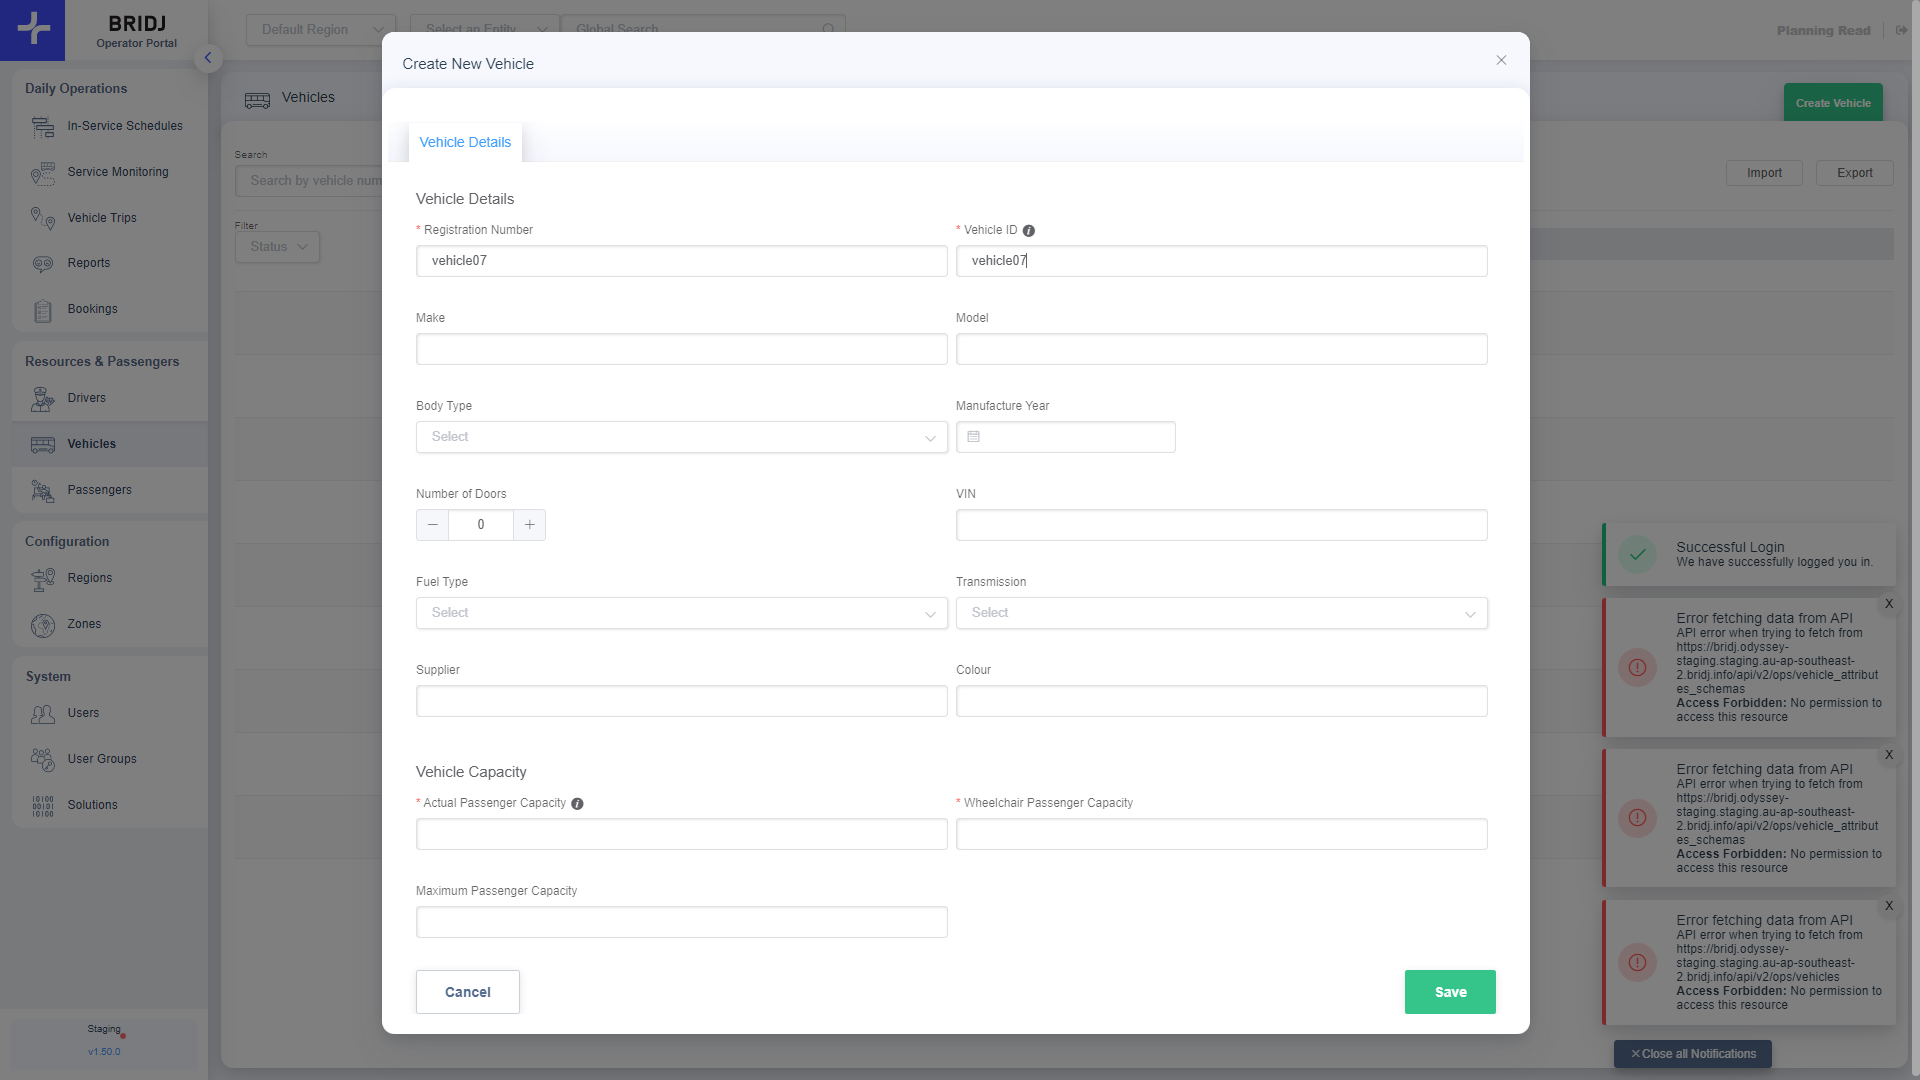 BRIDJ
Operator Portal
Default Region
Select an Entity
Global Search
Planning Read
Daily Operations
In-Service Schedules
Service Monitoring
Vehicle Trips
Reports
Bookings
Resources & Passengers
Drivers
Vehicles
Passengers
Configuration
Regions
Zones
System
Users
User Groups
Solutions
Staging
v1.50.0
Vehicles
Create Vehicle
Search
Search by vehicle num
Import
Export
Filter
Status
Create New Vehicle
Vehicle Details
Vehicle Details
* Registration Number
* Vehicle ID
vehicle07
vehicle07
Make
Model
Body Type
Manufacture Year
Select
Number of Doors
VIN
0
Fuel Type
Transmission
Select
Select
Supplier
Colour
Vehicle Capacity
* Actual Passenger Capacity
* Wheelchair Passenger Capacity
Maximum Passenger Capacity
Cancel
Save
Successful Login
We have successfully logged you in.
X
Error fetching data from API
API error when trying to fetch from
https://bridj.odyssey-
staging.staging.au-ap-southeast-
2.bridj.info/api/v2/ops/vehicle_attribut
es_schemas
Access Forbidden: No permission to
access this resource
X
Error fetching data from API
API error when trying to fetch from
https://bridj.odyssey-
staging.staging.au-ap-southeast-
2.bridj.info/api/v2/ops/vehicle_attribut
es_schemas
Access Forbidden: No permission to
access this resource
X
Error fetching data from API
API error when trying to fetch from
https://bridj.odyssey-
staging.staging.au-ap-southeast-
2.bridj.info/api/v2/ops/vehicles
Access Forbidden: No permission to
access this resource
Close all Notifications